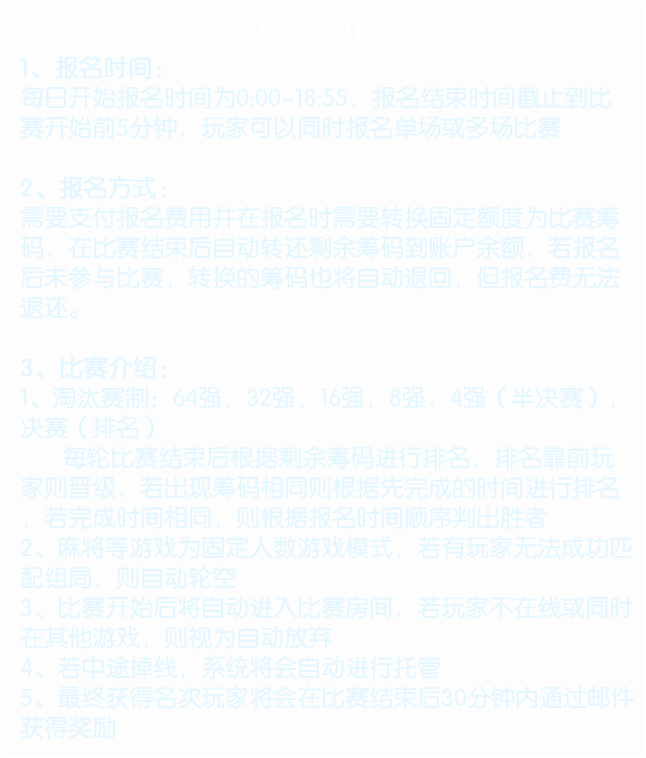 定时赛介绍
1、报名时间：
每日开始报名时间为0:00~18:55，报名结束时间截止到比
赛开始前5分钟，玩家可以同时报名单场或多场比赛
2、报名方式：
需要支付报名费用并在报名时需要转换固定额度为比赛筹
码，在比赛结束后自动转还剩余筹码到账户余额，若报名
后未参与比赛，转换的筹码也将自动退回，但报名费无法
退还。
3、比赛介绍：
1、淘汰赛制：64强，32强，16强，8强，4强（半决赛），
决赛（排名）
每轮比赛结束后根据剩余筹码进行排名，排名靠前玩
家则晋级，若出现筹码相同则根据先完成的时间进行排名
，若完成时间相同，则根据报名时间顺序判出胜者
2、麻将等游戏为固定人数游戏模式，若有玩家无法成功匹
配组局，则自动轮空
3、比赛开始后将自动进入比赛房间，若玩家不在线或同时
在其他游戏，则视为自动放弃
4、若中途掉线，系统将会自动进行托管
5、最终获得名次玩家将会在比赛结束后30分钟内通过邮件
获得奖励